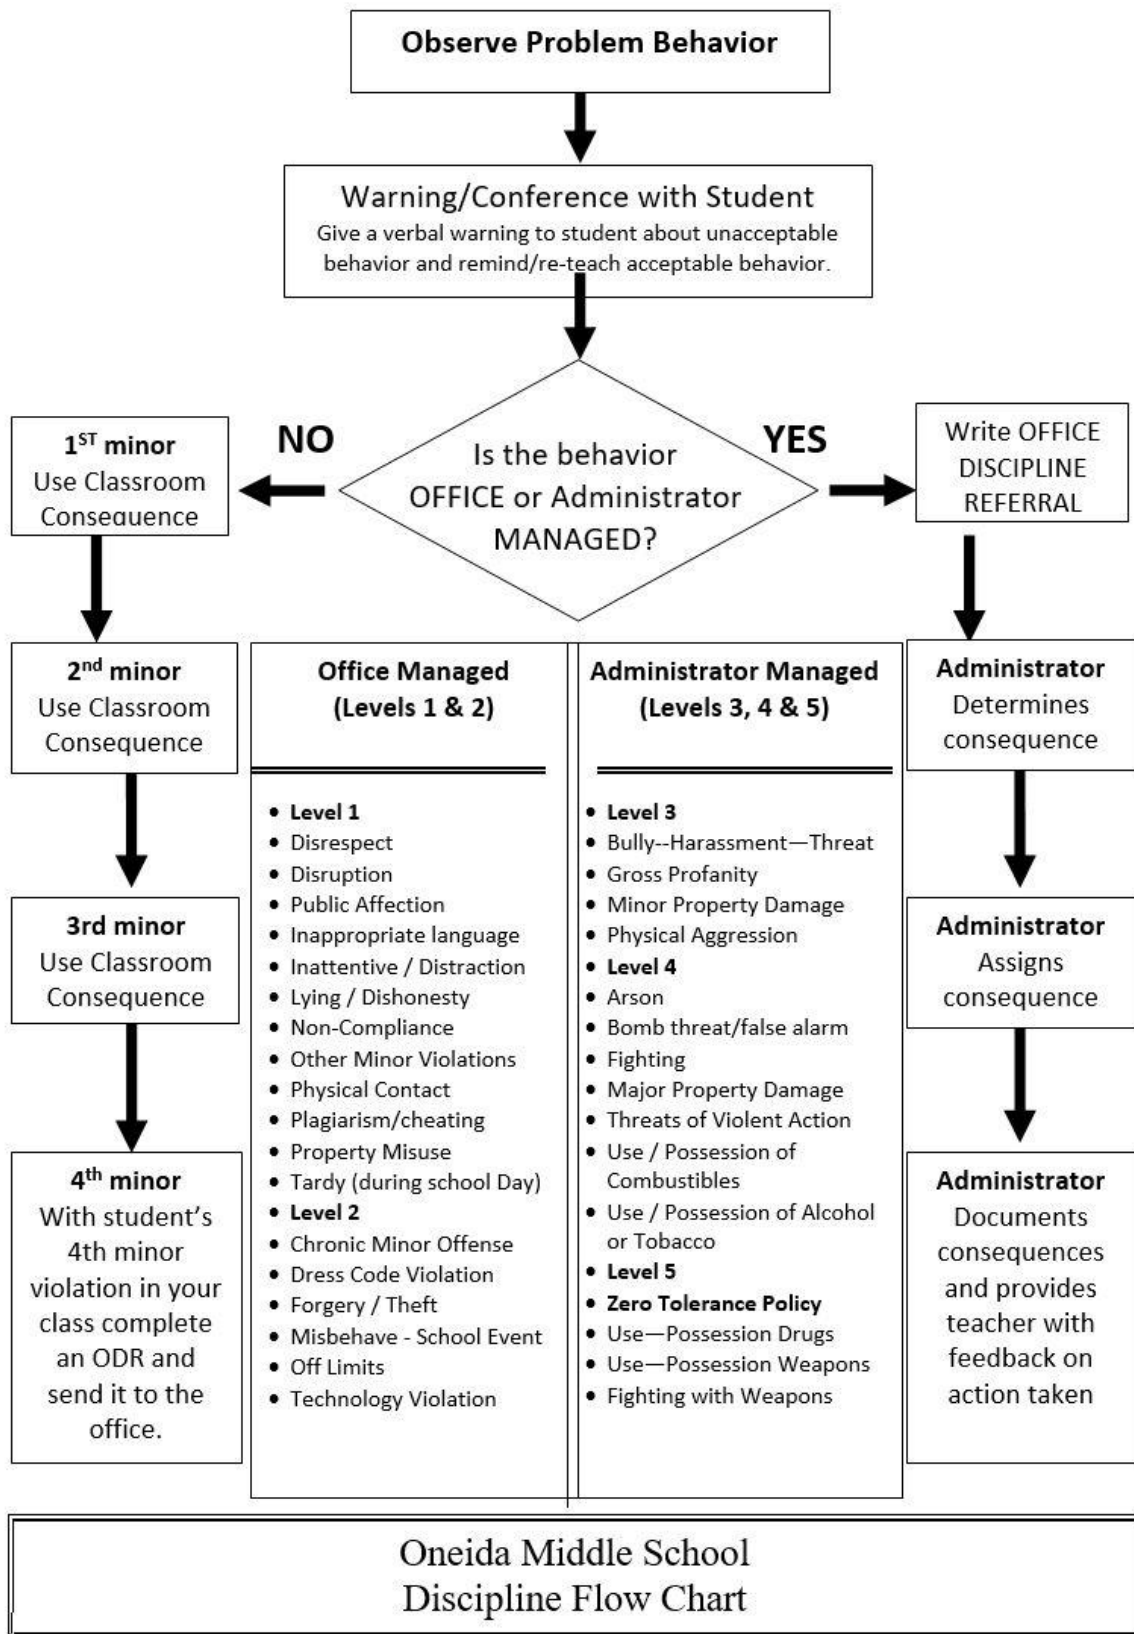 Observe Problem Behavior
Warning/Conference with Student
Give a verbal warning to student about unacceptable
behavior and remind/re-teach acceptable behavior.
Is the behavior
OFFICE or Administrator
MANAGED?
NO
YES
1ST minor
Use Classroom
Consequence
2nd minor
Use Classroom
Consequence
3rd minor
Use Classroom
Consequence
4th minor
With student's
4th minor
violation in your
class complete
an ODR and
send it to the
office.
Office Managed
(Levels 1 & 2)
• Level 1
• Disrespect
• Disruption
• Public Affection
• Inappropriate language
• Inattentive / Distraction
• Lying / Dishonesty
• Non-Compliance
• Other Minor Violations
• Physical Contact
• Plagiarism/cheating
• Property Misuse
• Tardy (during school Day)
• Level 2
• Chronic Minor Offense
• Dress Code Violation
• Forgery / Theft
• Misbehave - School Event
• Off Limits
• Technology Violation
Administrator Managed
(Levels 3, 4 & 5)
• Level 3
• Bully--Harassment—Threat
• Gross Profanity
• Minor Property Damage
• Physical Aggression
• Level 4
• Arson
• Bomb threat/false alarm
• Fighting
• Major Property Damage
• Threats of Violent Action
• Use / Possession of
Combustibles
• Use / Possession of Alcohol
or Tobacco
• Level 5
• Zero Tolerance Policy
• Use—Possession Drugs
• Use—Possession Weapons
• Fighting with Weapons
Write OFFICE
DISCIPLINE
REFERRAL
Administrator
Determines
consequence
Administrator
Assigns
consequence
Administrator
Documents
consequences
and provides
teacher with
feedback on
action taken
Oneida Middle School
Discipline Flow Chart